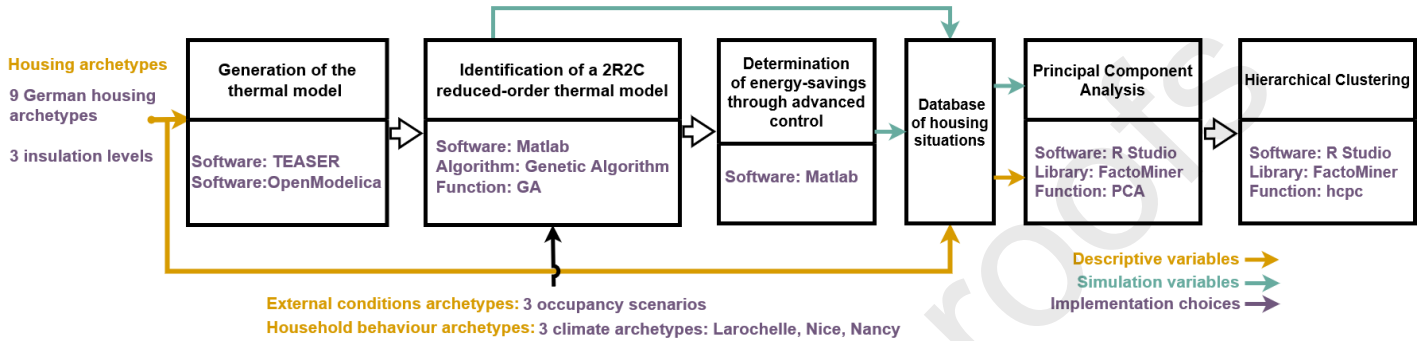 Housing archetypes
9 German housing
archetypes
3 insulation levels
Generation of the
thermal model
Software: TEASER
Software:OpenModelica
Identification of a 2R2C
reduced-order thermal model
Software: Matlab
Algorithm: Genetic Algorithm
Function: GA
Determination
of energy-savings
through advanced
control
Software: Matlab
Database
of housing
situations
Principal Component
Analysis
Software: R Studio
Library: FactoMiner
Function: PCA
Hierarchical Clustering
Software: R Studio
Library: FactoMiner
Function: hcpc
External conditions archetypes: 3 occupancy scenarios
Household behaviour archetypes: 3 climate archetypes: Larochelle, Nice, Nancy
Descriptive variables
Simulation variables
Implementation choices
roofs